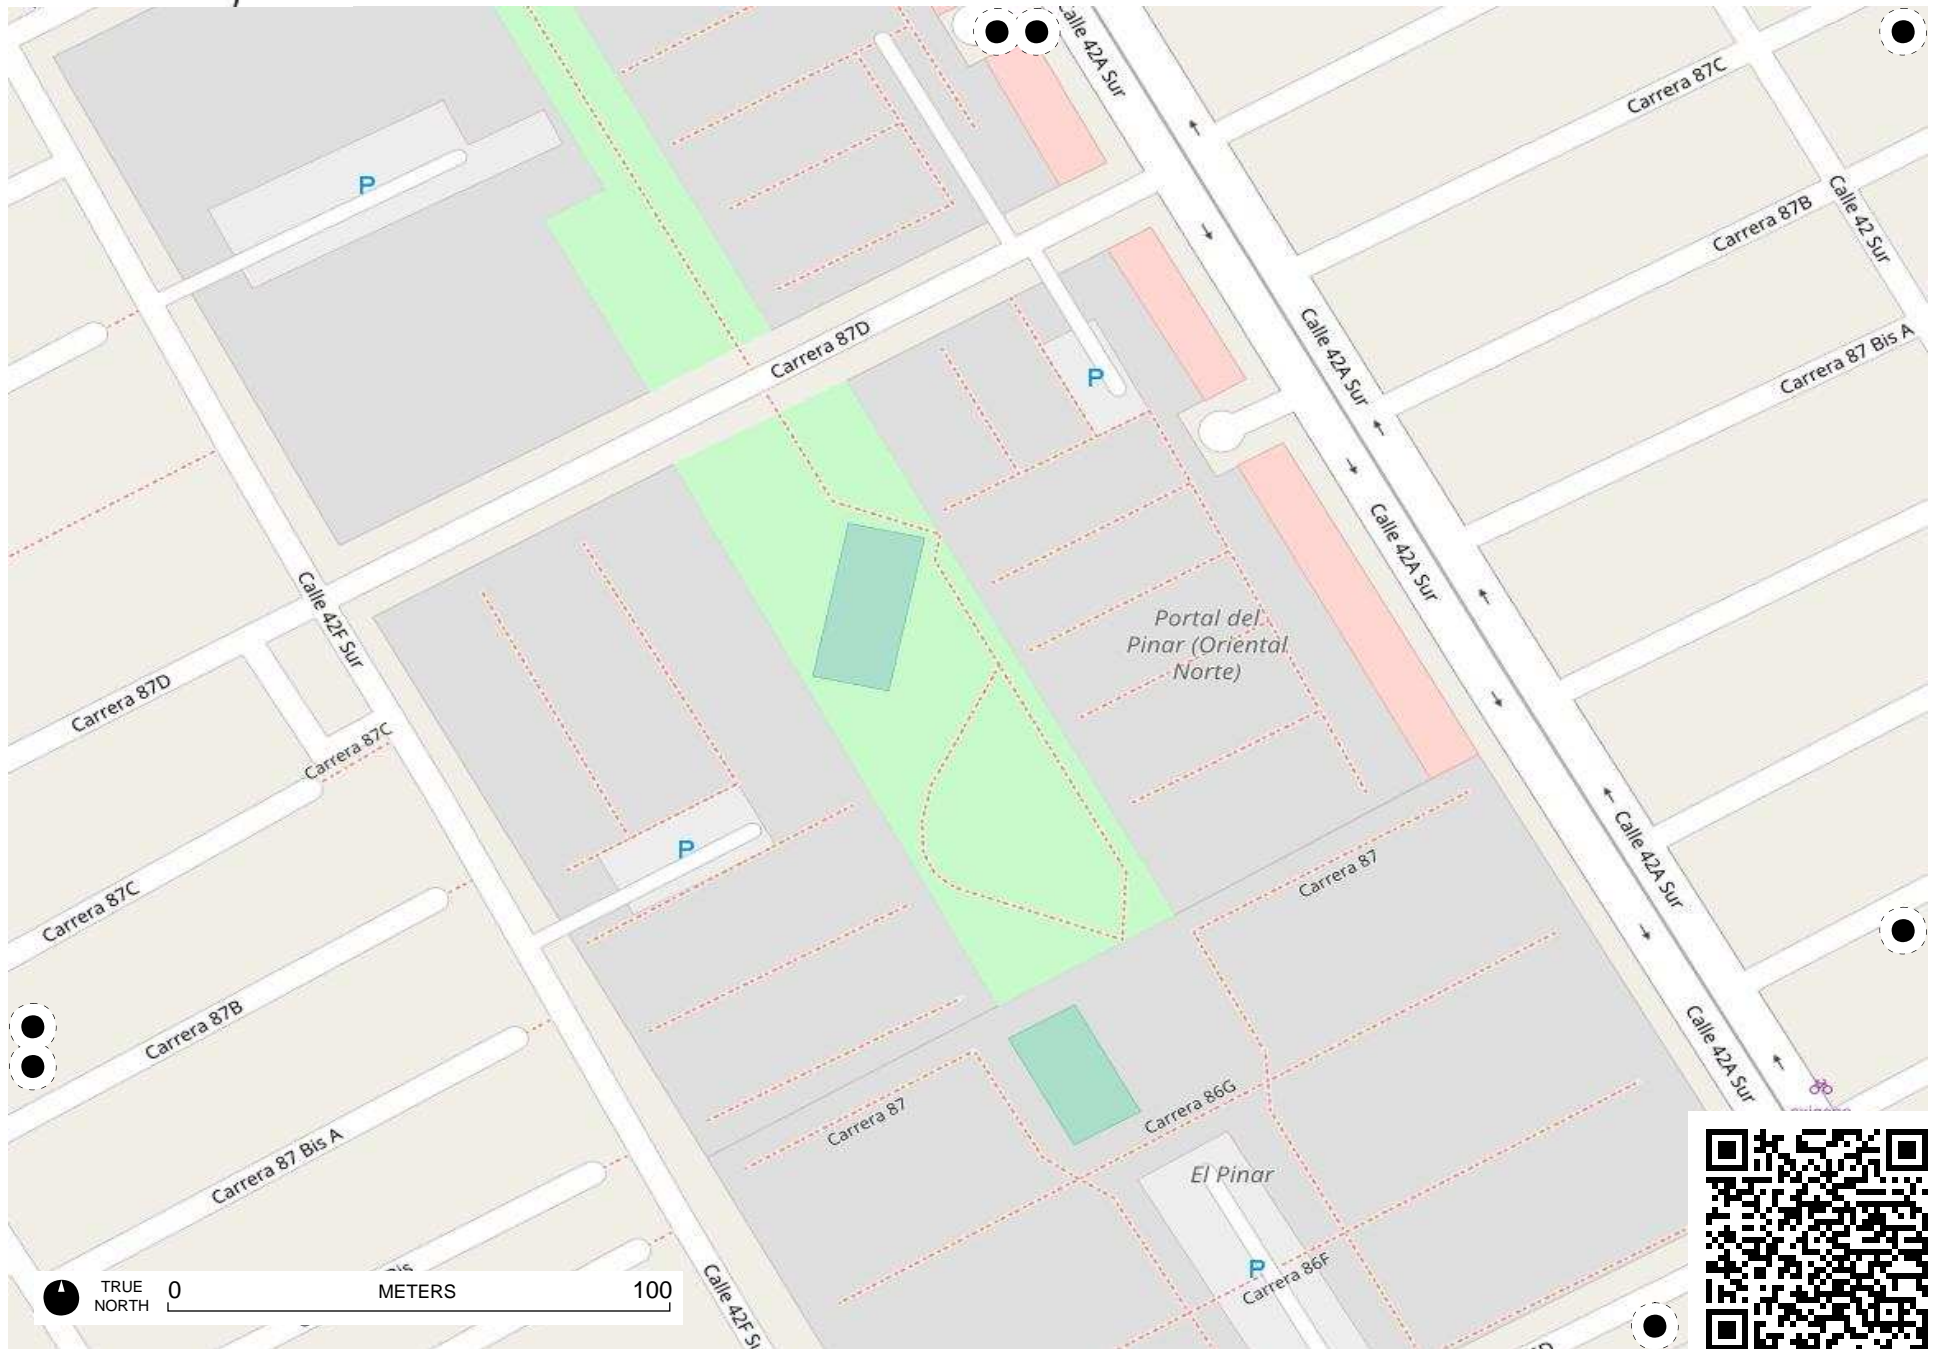 Calle 42A Sur
Carrera 87C
P
Calle 42 Sur
Carrera 87B
Carrera 87D
Calle 42A Sur
Carrera 87 Bis A
P
Calle 42A Sur
Calle 42F Sur
Portal del
Pinar (Oriental
Norte)
Carrera 87D
Carrera 87C
P
Calle 42A Sur
Carrera 87
Carrera 87C
Carrera 87B
Calle 42A Sur
Carrera 86G
Carrera 87
Carrera 87 Bis A
El Pinar
P
Carrera 86F
Calle 42F Su
TRUE
NORTH
0 METERS 100